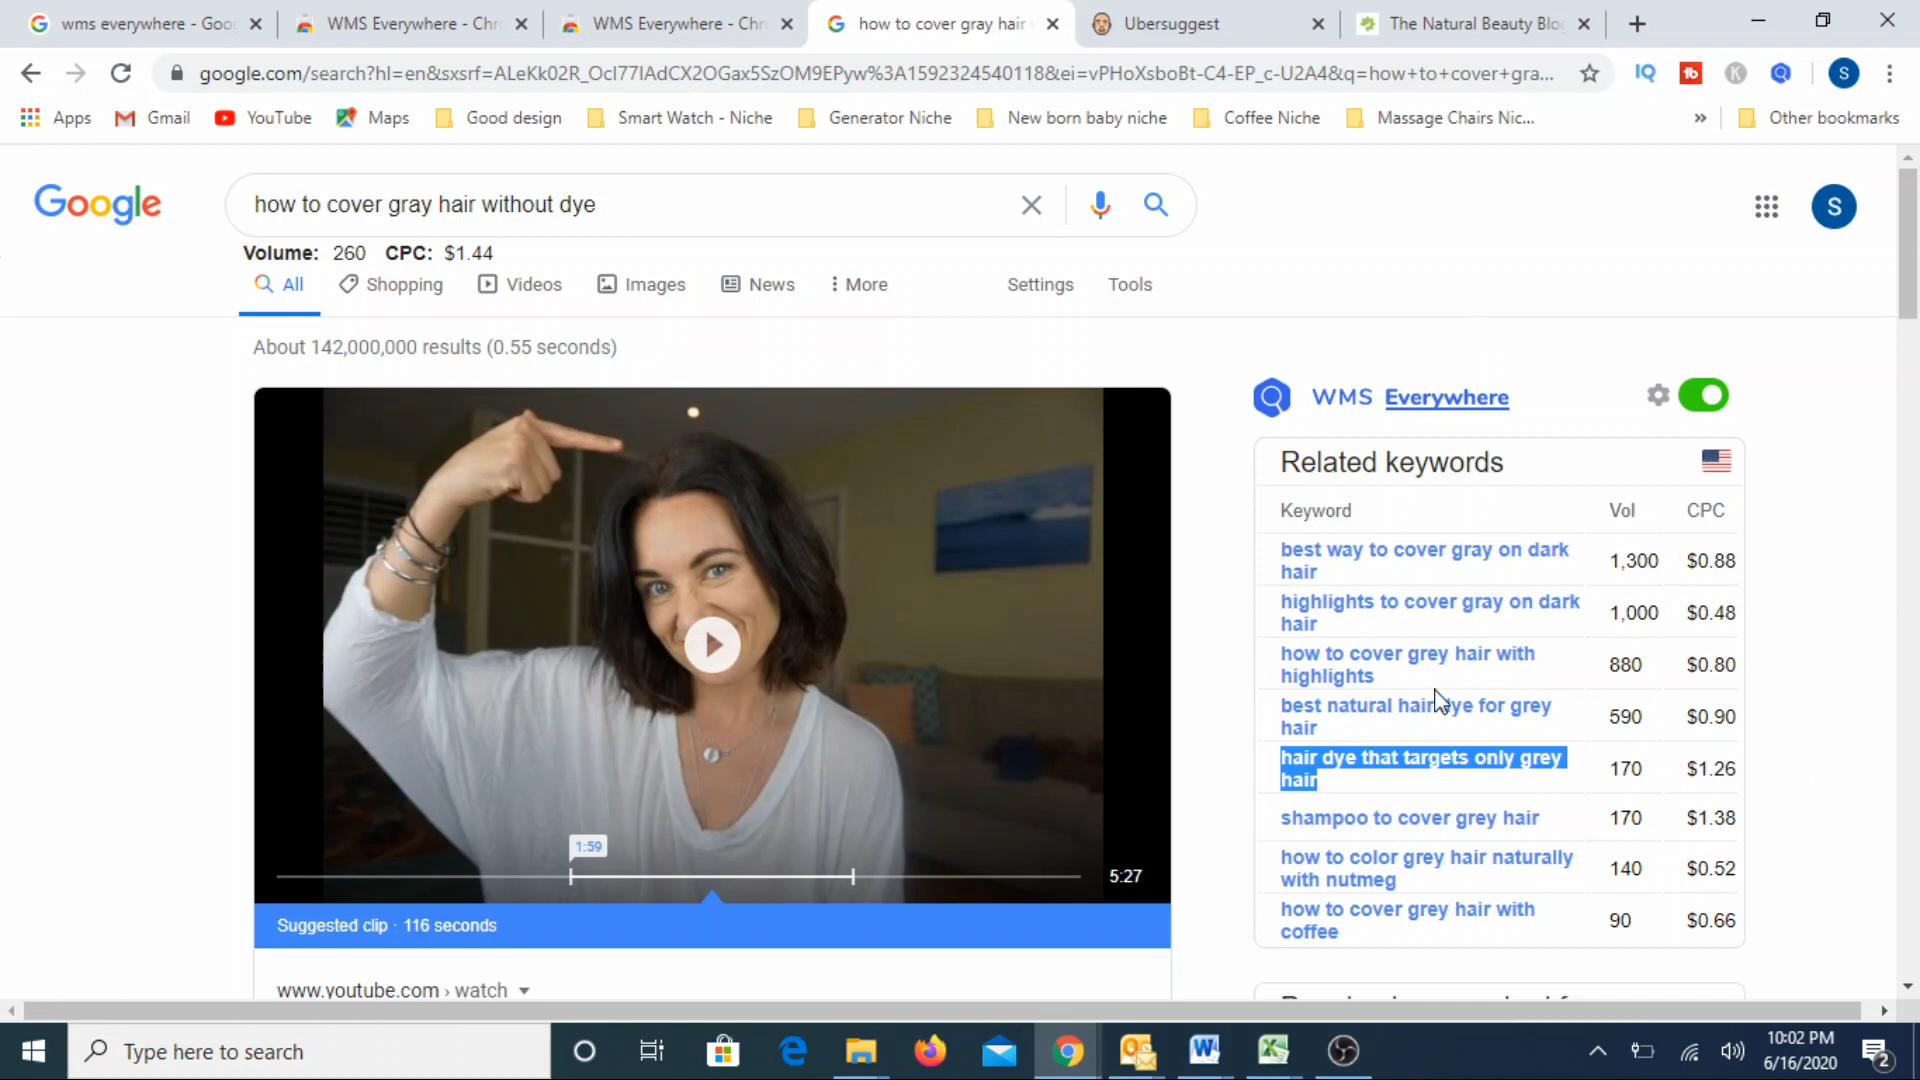 wms everywhere - Goog
WMS Everywhere - Chr
WMS Everywhere - Chr
how to cover gray hair
Ubersuggest
The Natural Beauty Blog
google.com/search?hl=en&sxsrf=ALeKk02R_OcI77IAdCX2OGax5SzOM9EPyw%3A1592324540118&ei=vPHoXsboBt-C4-EP_c-U2A4&q=how+to+cover+gra...
IQ
tb
K
S
Apps
Gmail
YouTube
Maps
Good design
Smart Watch - Niche
Generator Niche
New born baby niche
Coffee Niche
Massage Chairs Nic...
»
Other bookmarks
Google
how to cover gray hair without dye
S
Volume: 260 CPC: $1.44
All
Shopping
Videos
Images
News
More
Settings
Tools
About 142,000,000 results (0.55 seconds)
1:59
5:27
Suggested clip · 116 seconds
www.youtube.com › watch
WMS Everywhere
Related keywords
Keyword Vol CPC
best way to cover gray on dark
hair 1,300 $0.88
highlights to cover gray on dark
hair 1,000 $0.48
how to cover grey hair with
highlights 880 $0.80
best natural hair dye for grey
hair 590 $0.90
hair dye that targets only grey
hair 170 $1.26
shampoo to cover grey hair 170 $1.38
how to color grey hair naturally
with nutmeg 140 $0.52
how to cover grey hair with
coffee 90 $0.66
Type here to search
10:02 PM
6/16/2020
2